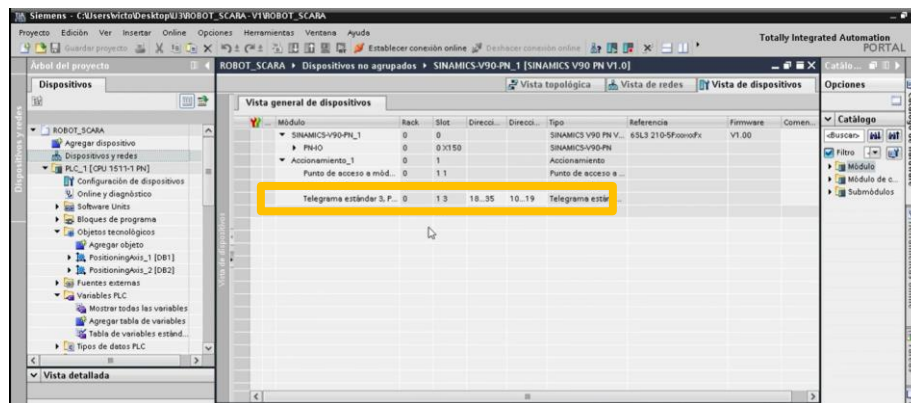 Siemens - C:\Users\victo\Desktop\U3\ROBOT_SCARA-V1\ROBOT_SCARA
Proyecto Edición Ver Insertar Online Opciones Herramientas Ventana Ayuda
Guardar proyecto Establecer conexión online Deshacer conexión online
Totally Integrated Automation
PORTAL
Árbol del proyecto
ROBOT_SCARA Dispositivos no agrupados SINAMICS-V90-PN_1 [SINAMICS V90 PN V1.0]
Catálo...
Dispositivos
Vista topológica Vista de redes Vista de dispositivos
Opciones
Vista general de dispositivos
Módulo Rack Slot Direcci... Direcci... Tipo Referencia Firmware Comen...
SINAMICS-V90-PN_1 0 0 SINAMICS V90 PN V... V1.00
PN-IO 0 0 X150 SINAMICS-V90-PN
Accionamiento_1 0 1 Accionamiento
Punto de acceso a mód... 0 1 1 Punto de acceso a ...
Telegrama estándar 3, P... 0 1 3 18...35 10...19 Telegrama están...
ROBOT_SCARA
Agregar dispositivo
Dispositivos y redes
PLC_1 [CPU 1511-1 PN]
Configuración de dispositivos
Online y diagnóstico
Software Units
Bloques de programa
Objetos tecnológicos
Agregar objeto
PositioningAxis_1 [DB1]
PositioningAxis_2 [DB2]
Fuentes externas
Variables PLC
Mostrar todas las variables
Agregar tabla de variables
Tabla de variables estánd...
Tipos de datos PLC
Vista detallada
Dispositivos y redes
Vista de dispositivos
Catálogo
<Buscar>
Filtro
Módulo
Módulo de c...
Submódulos